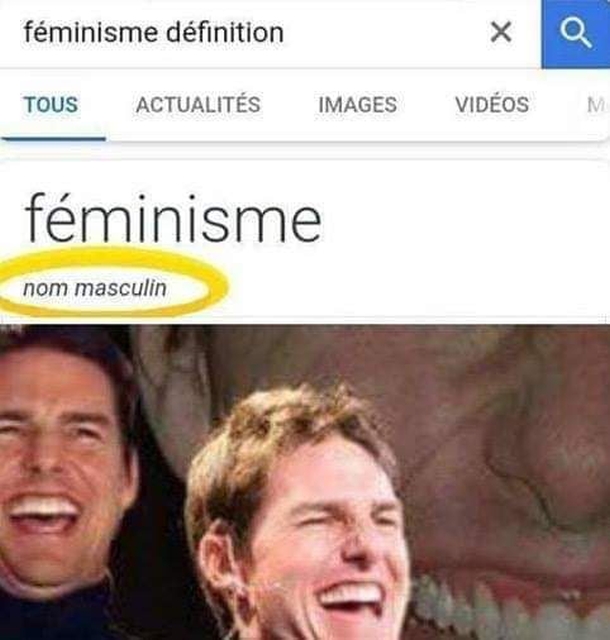 féminisme définition
TOUS ACTUALITÉS IMAGES VIDÉOS M
féminisme
nom masculin